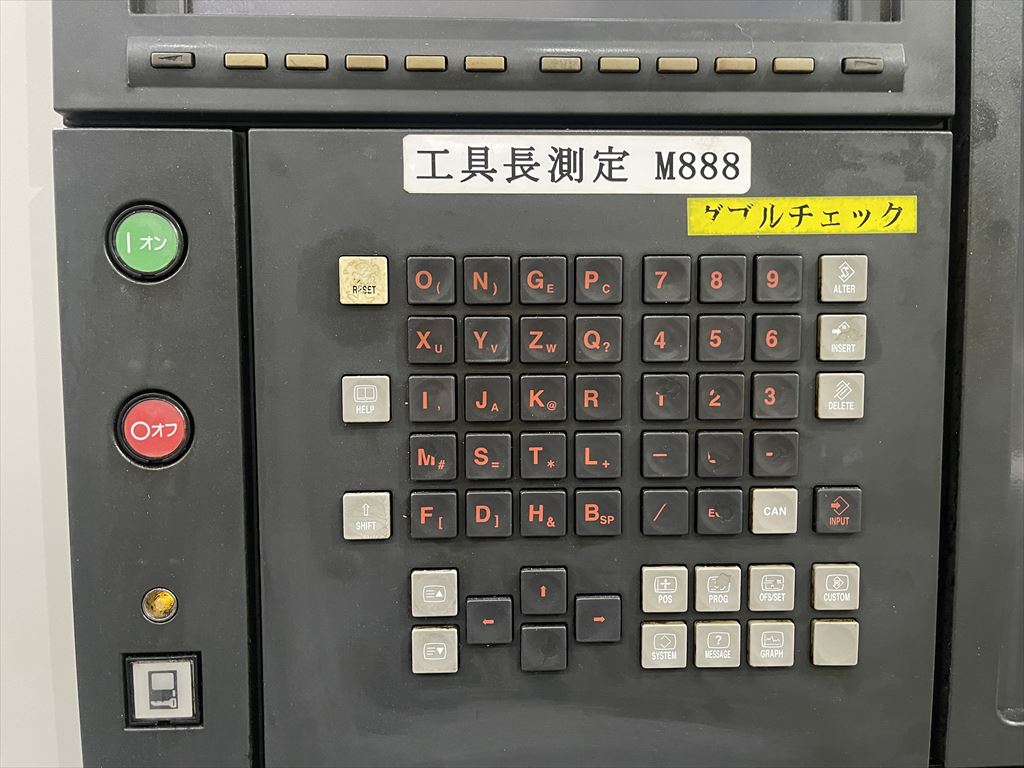 工具長測定 M888
ダブルチェック
オン
オフ
RESET
O( N) GE PC 7 8 9 ALTER
XU YV ZW Q? 4 5 6 INSERT
HELP I, JA K@ R 1 2 3 DELETE
M# S= T* L+ −
SHIFT F[ D] H& BSP / CAN INPUT
POS PROG OFS/SET CUSTOM
SYSTEM MESSAGE GRAPH